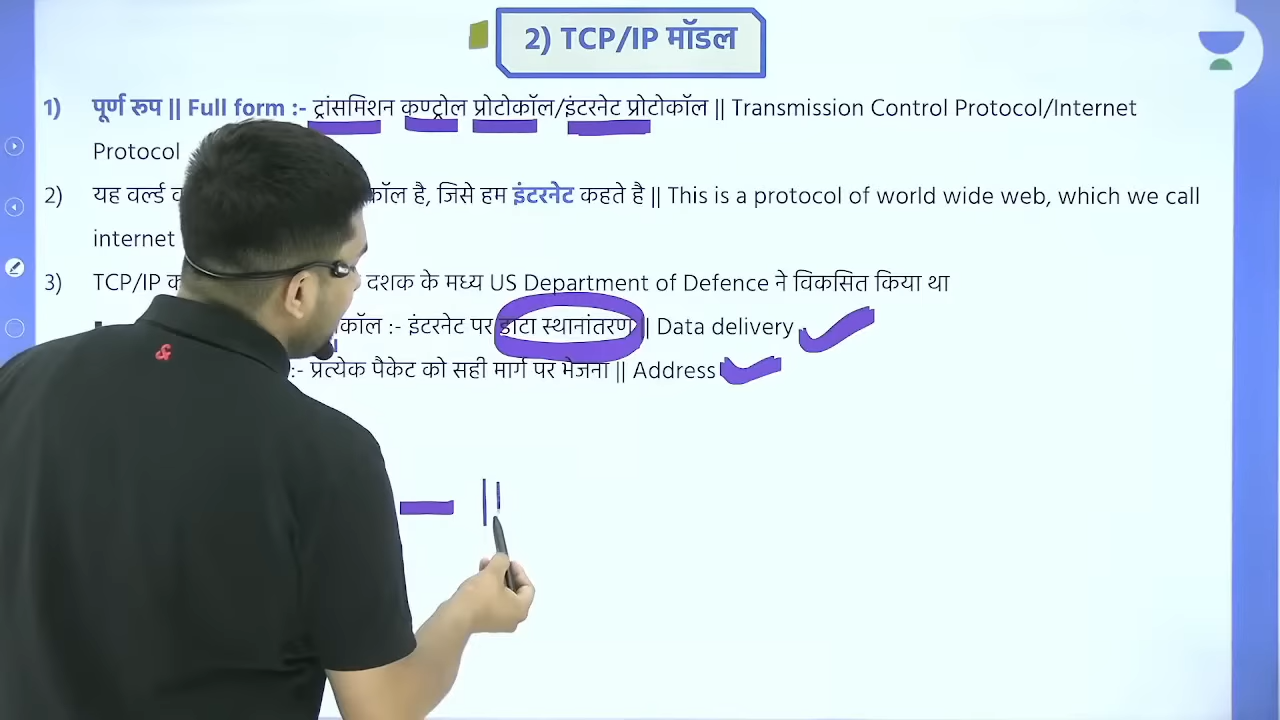 2) TCP/IP मॉडल
1) पूर्ण रूप || Full form :- ट्रांसमिशन कण्ट्रोल प्रोटोकॉल/इंटरनेट प्रोटोकॉल || Transmission Control Protocol/Internet
Protocol
2) यह वर्ल्ड है, जिसे हम इंटरनेट कहते है || This is a protocol of world wide web, which we call
internet
3) TCP/IP दशक के मध्य US Department of Defence ने विकसित किया था
:- इंटरनेट पर डाटा स्थानांतरण || Data delivery
:- प्रत्येक पैकेट को सही मार्ग पर भेजना || Address
&